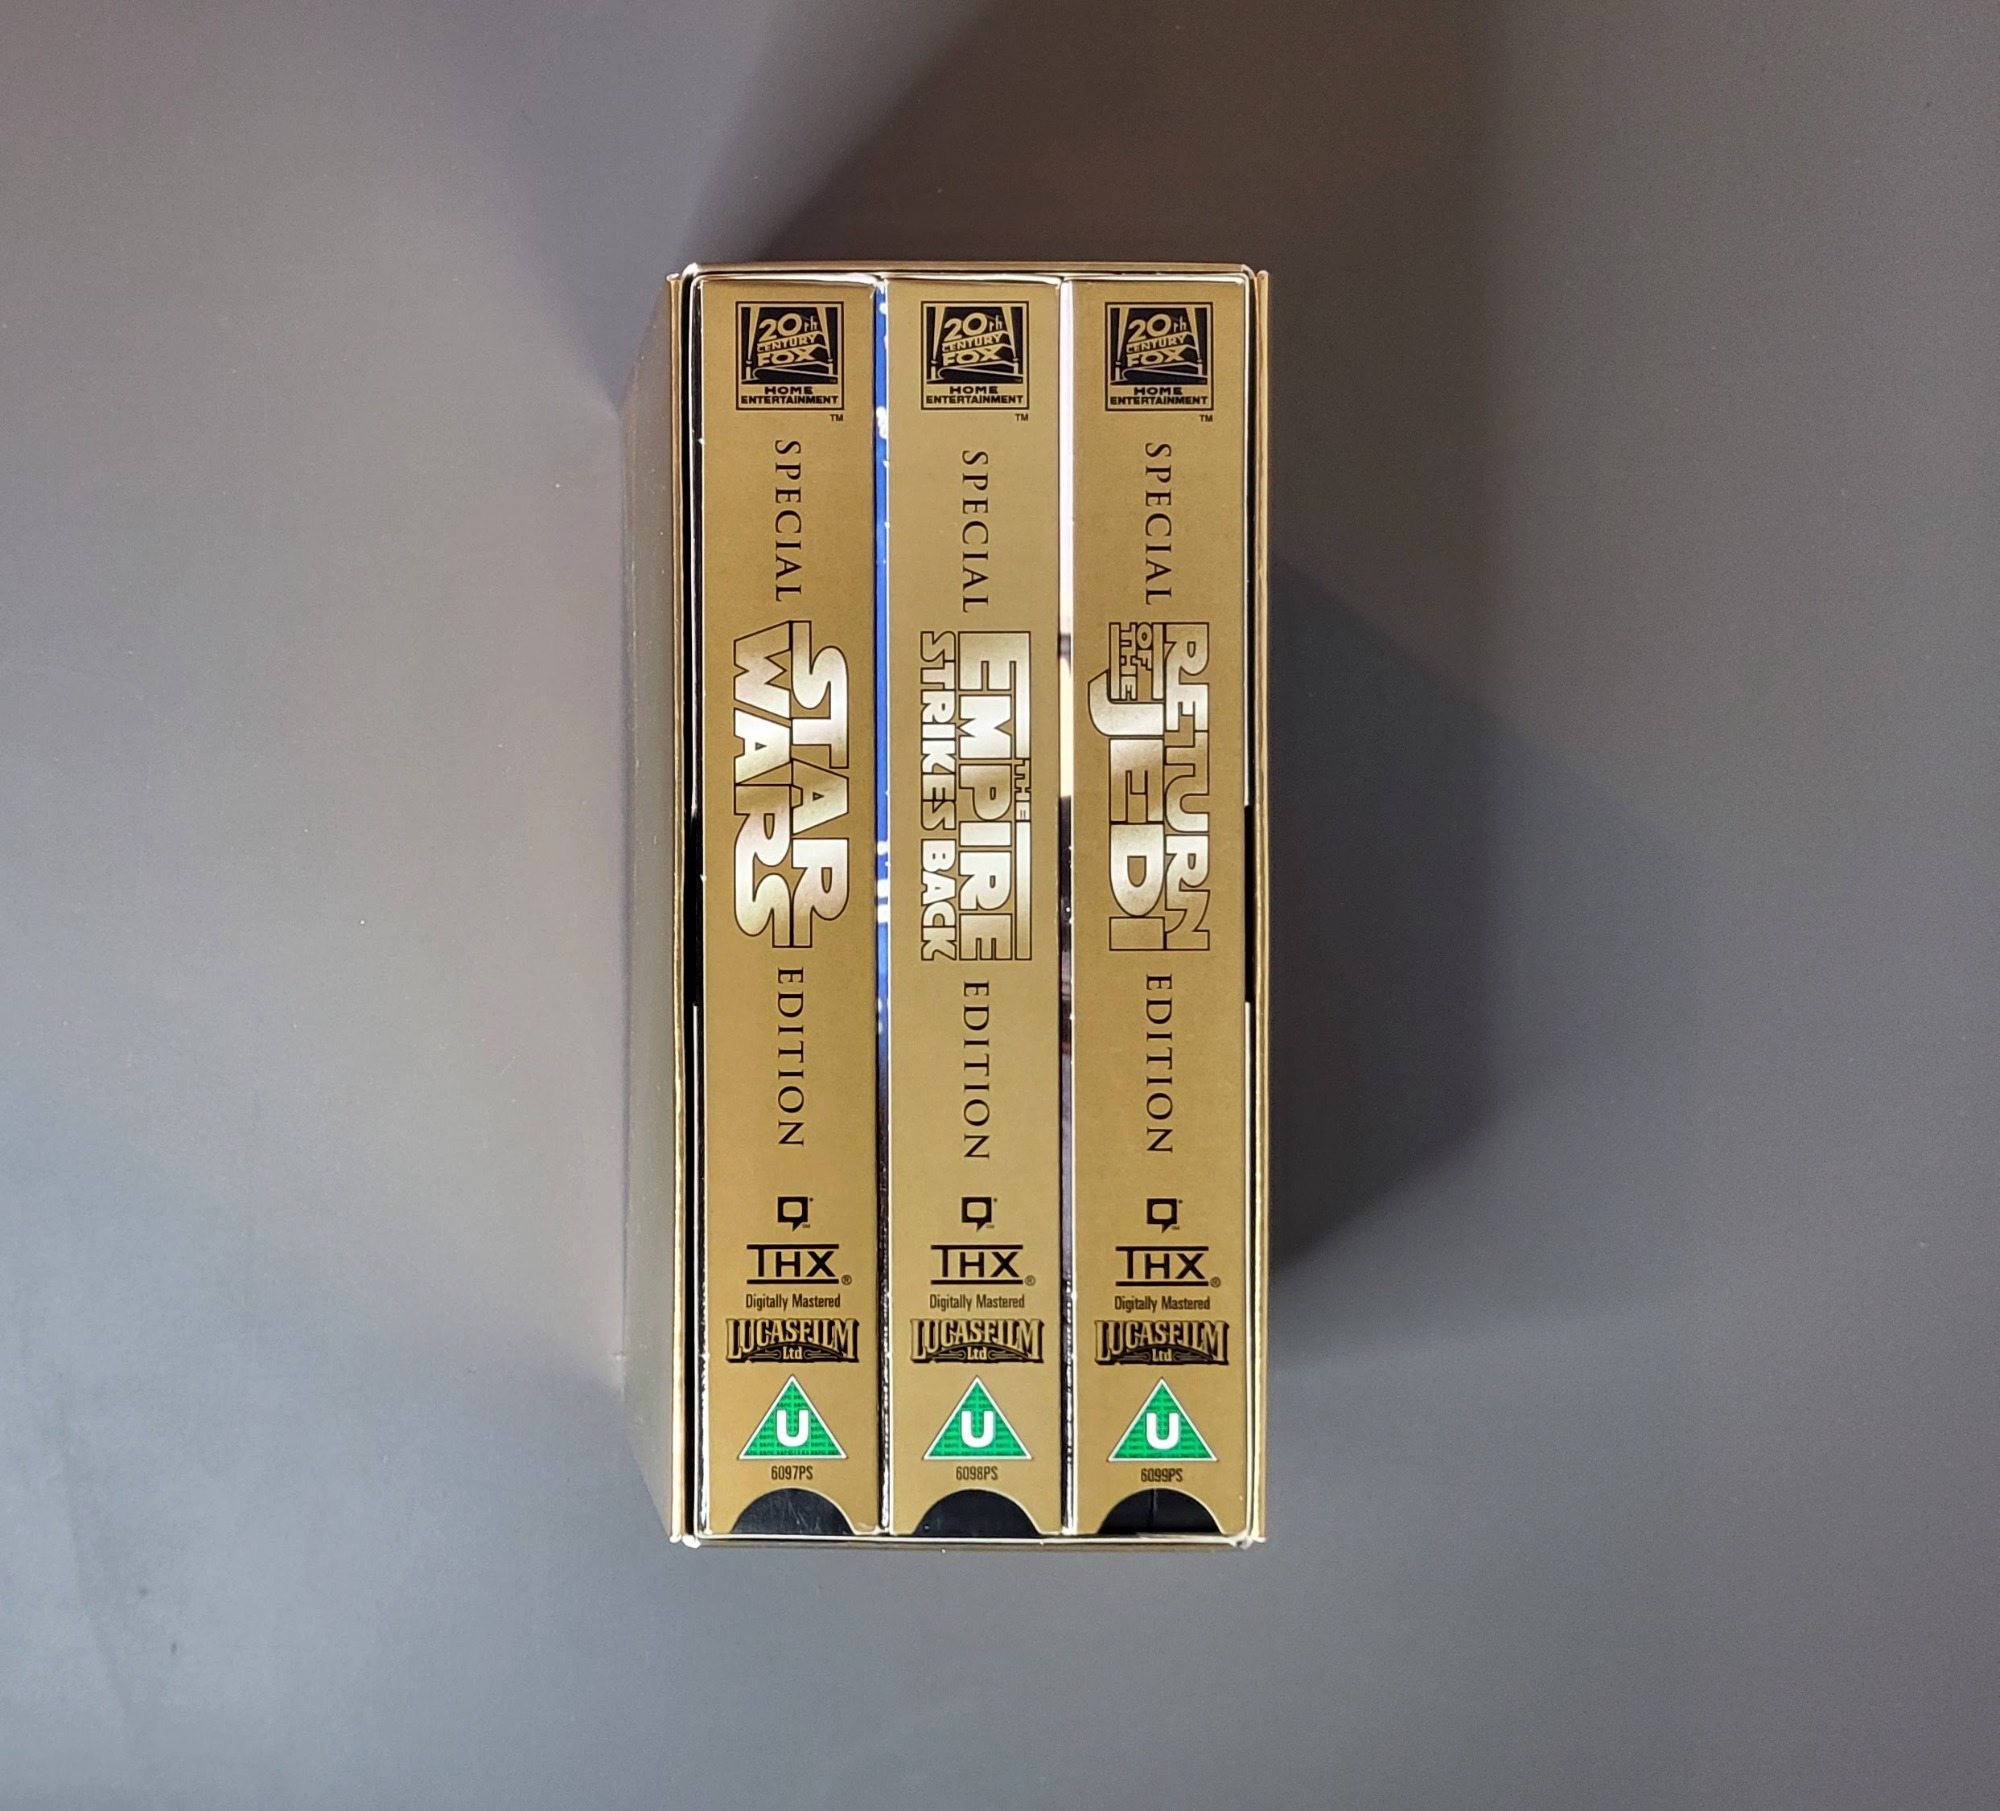 20th
CENTURY
FOX
HOME
ENTERTAINMENT
TM
SPECIAL
STAR
WARS
EDITION
THX®
Digitally Mastered
LUCASFILM
Ltd
U
6097PS
20th
CENTURY
FOX
HOME
ENTERTAINMENT
TM
SPECIAL
THE
EMPIRE
STRIKES BACK
EDITION
THX®
Digitally Mastered
LUCASFILM
Ltd
U
6098PS
20th
CENTURY
FOX
HOME
ENTERTAINMENT
TM
SPECIAL
RETURN
OF THE
JEDI
EDITION
THX®
Digitally Mastered
LUCASFILM
Ltd
U
6099PS